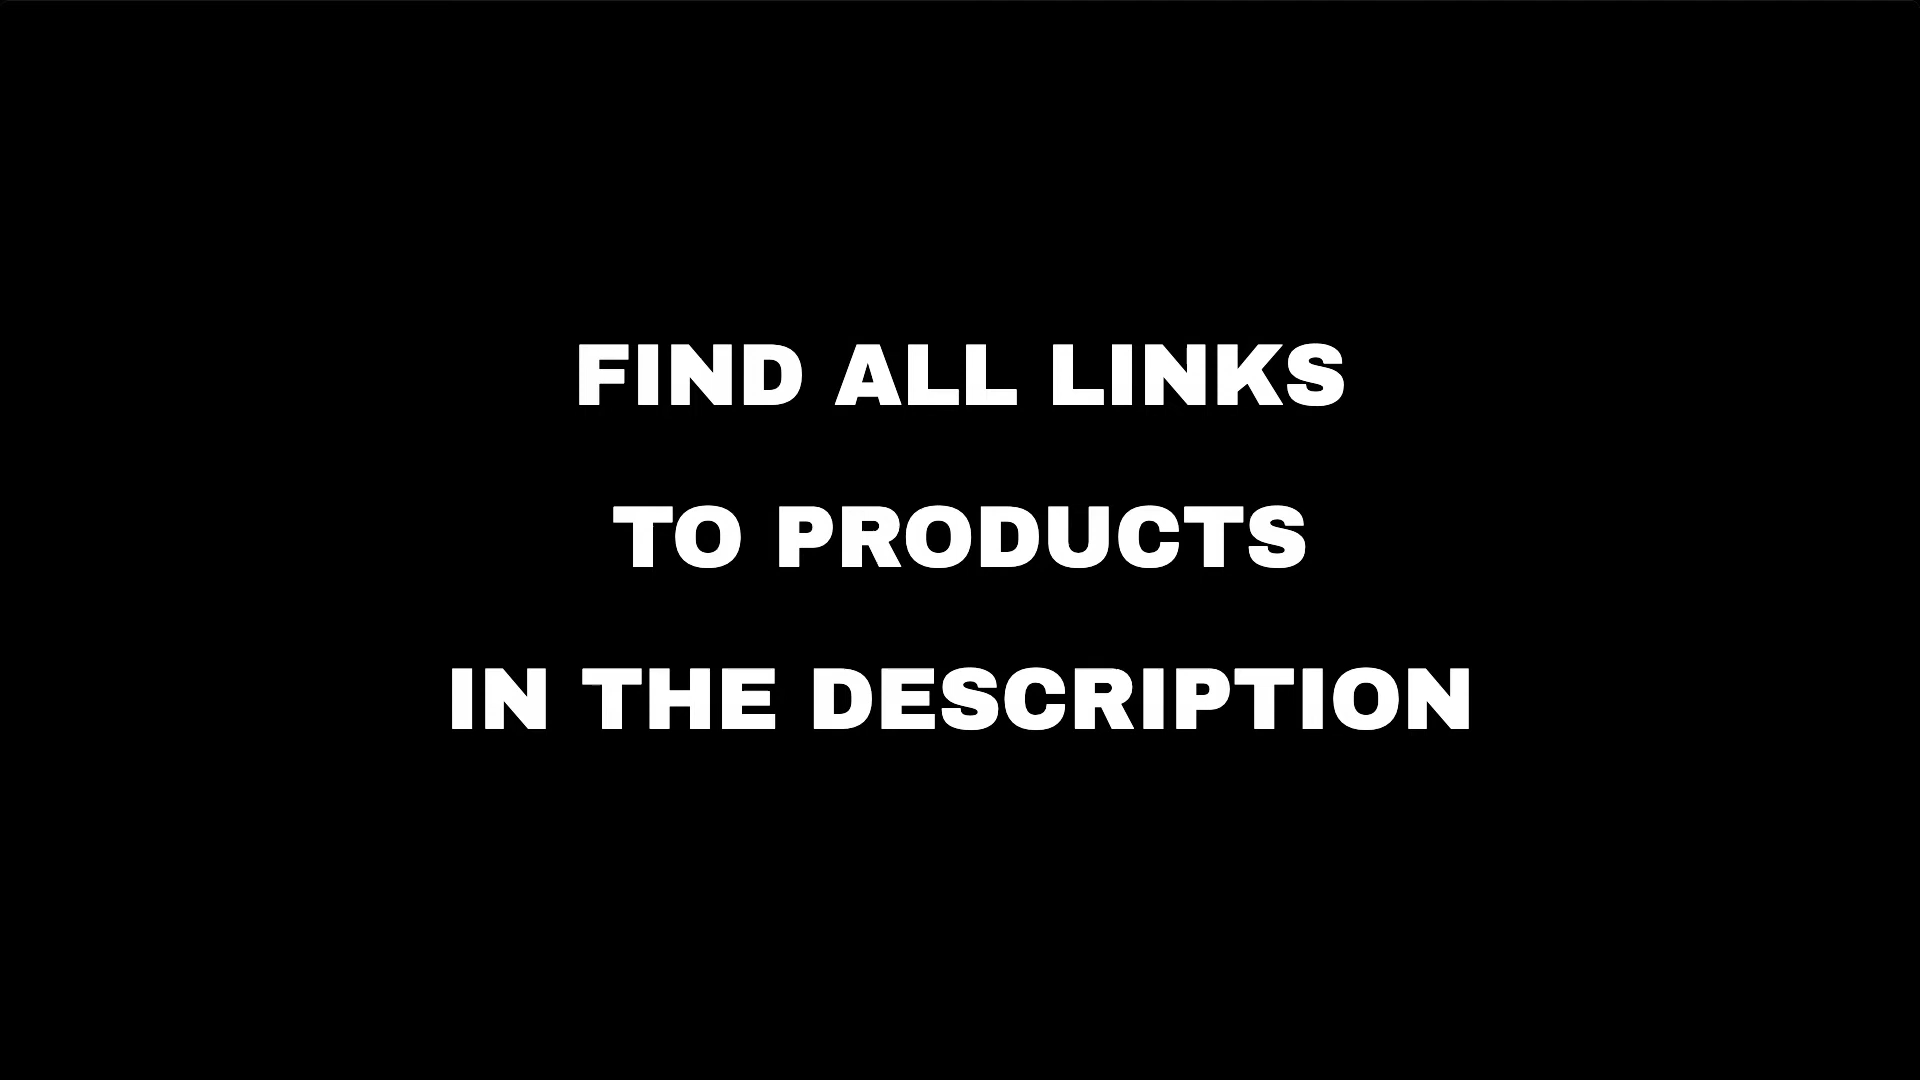 FIND ALL LINKS
TO PRODUCTS
IN THE DESCRIPTION